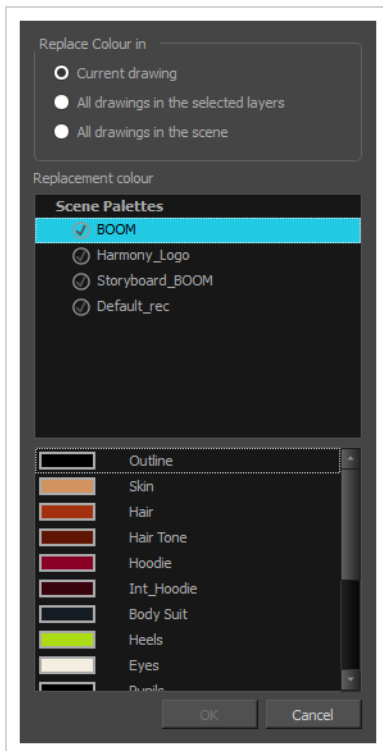 Replace Colour in
Current drawing
All drawings in the selected layers
All drawings in the scene
Replacement colour
Scene Palettes
BOOM
Harmony_Logo
Storyboard_BOOM
Default_rec
Outline
Skin
Hair
Hair Tone
Hoodie
Int_Hoodie
Body Suit
Heels
Eyes
Pupils
OK
Cancel